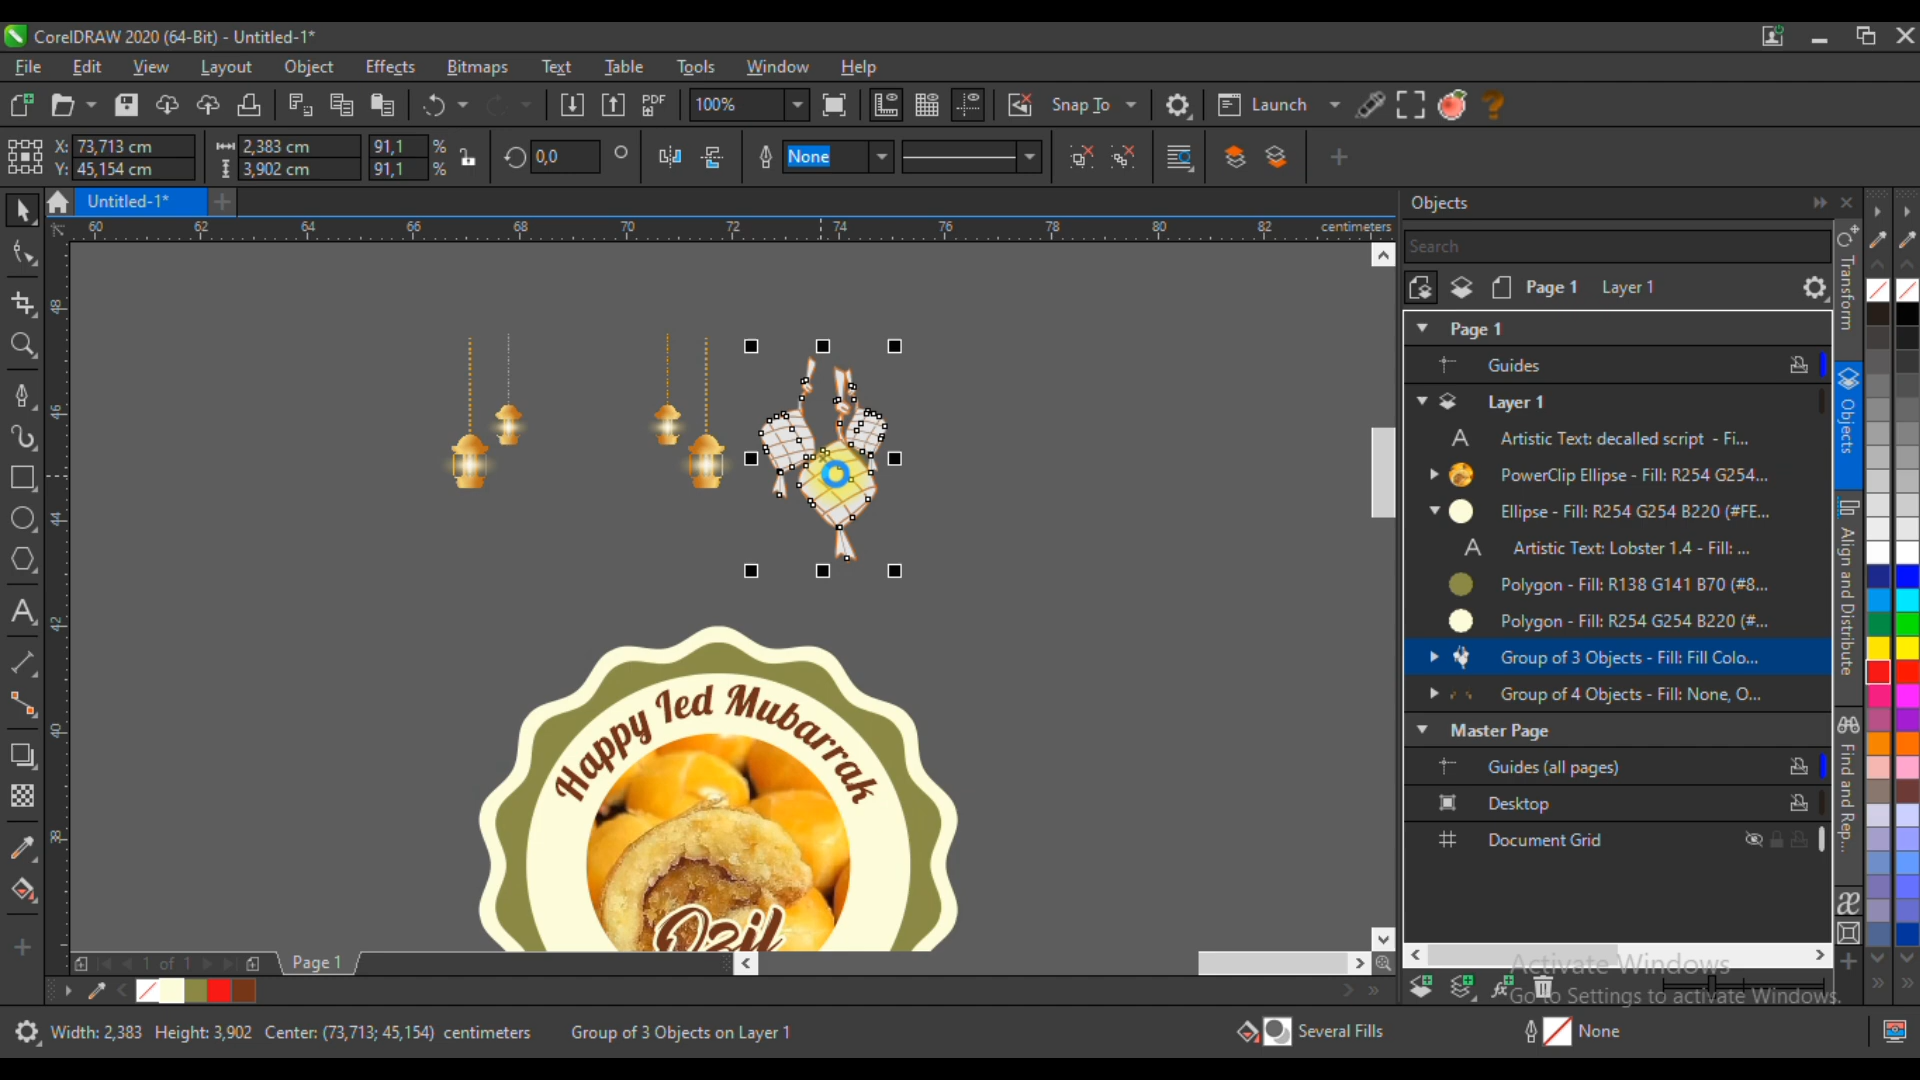 CorelDRAW 2020 (64-Bit) - Untitled-1*
File Edit View Layout Object Effects Bitmaps Text Table Tools Window Help
PDF 100% Snap To Launch
X: 73,713 cm 2,383 cm 91,1 % 0,0 None
Y: 45,154 cm 3,902 cm 91,1 %
Untitled-1*
60 62 64 66 68 70 72 74 76 78 80 82 centimeters
48
46
44
42
40
38
Happy Ied Mubarrak
Ozil
1 of 1 Page 1
Objects
Search
Page 1 Layer 1
Page 1
Guides
Layer 1
Artistic Text: decalled script - Fi...
PowerClip Ellipse - Fill: R254 G254...
Ellipse - Fill: R254 G254 B220 (#FE...
Artistic Text: Lobster 1.4 - Fill: ...
Polygon - Fill: R138 G141 B70 (#8...
Polygon - Fill: R254 G254 B220 (#...
Group of 3 Objects - Fill: Fill Colo...
Group of 4 Objects - Fill: None, O...
Master Page
Guides (all pages)
Desktop
Document Grid
Transform
Objects
Align and Distribute
Find and Rep...
Activate Windows
Go to Settings to activate Windows.
Width: 2,383 Height: 3,902 Center: (73,713; 45,154) centimeters Group of 3 Objects on Layer 1 Several Fills None